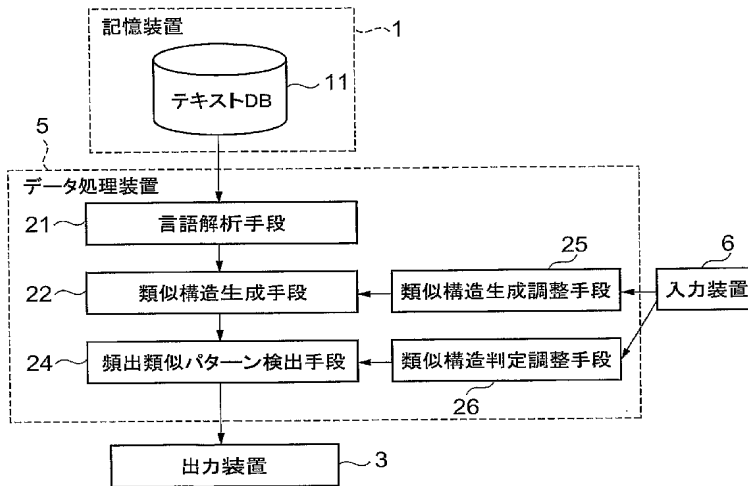 記憶装置
1
テキストDB
11
5
データ処理装置
21
言語解析手段
25
6
22
類似構造生成手段
類似構造生成調整手段
入力装置
24
頻出類似パターン検出手段
類似構造判定調整手段
26
出力装置
3